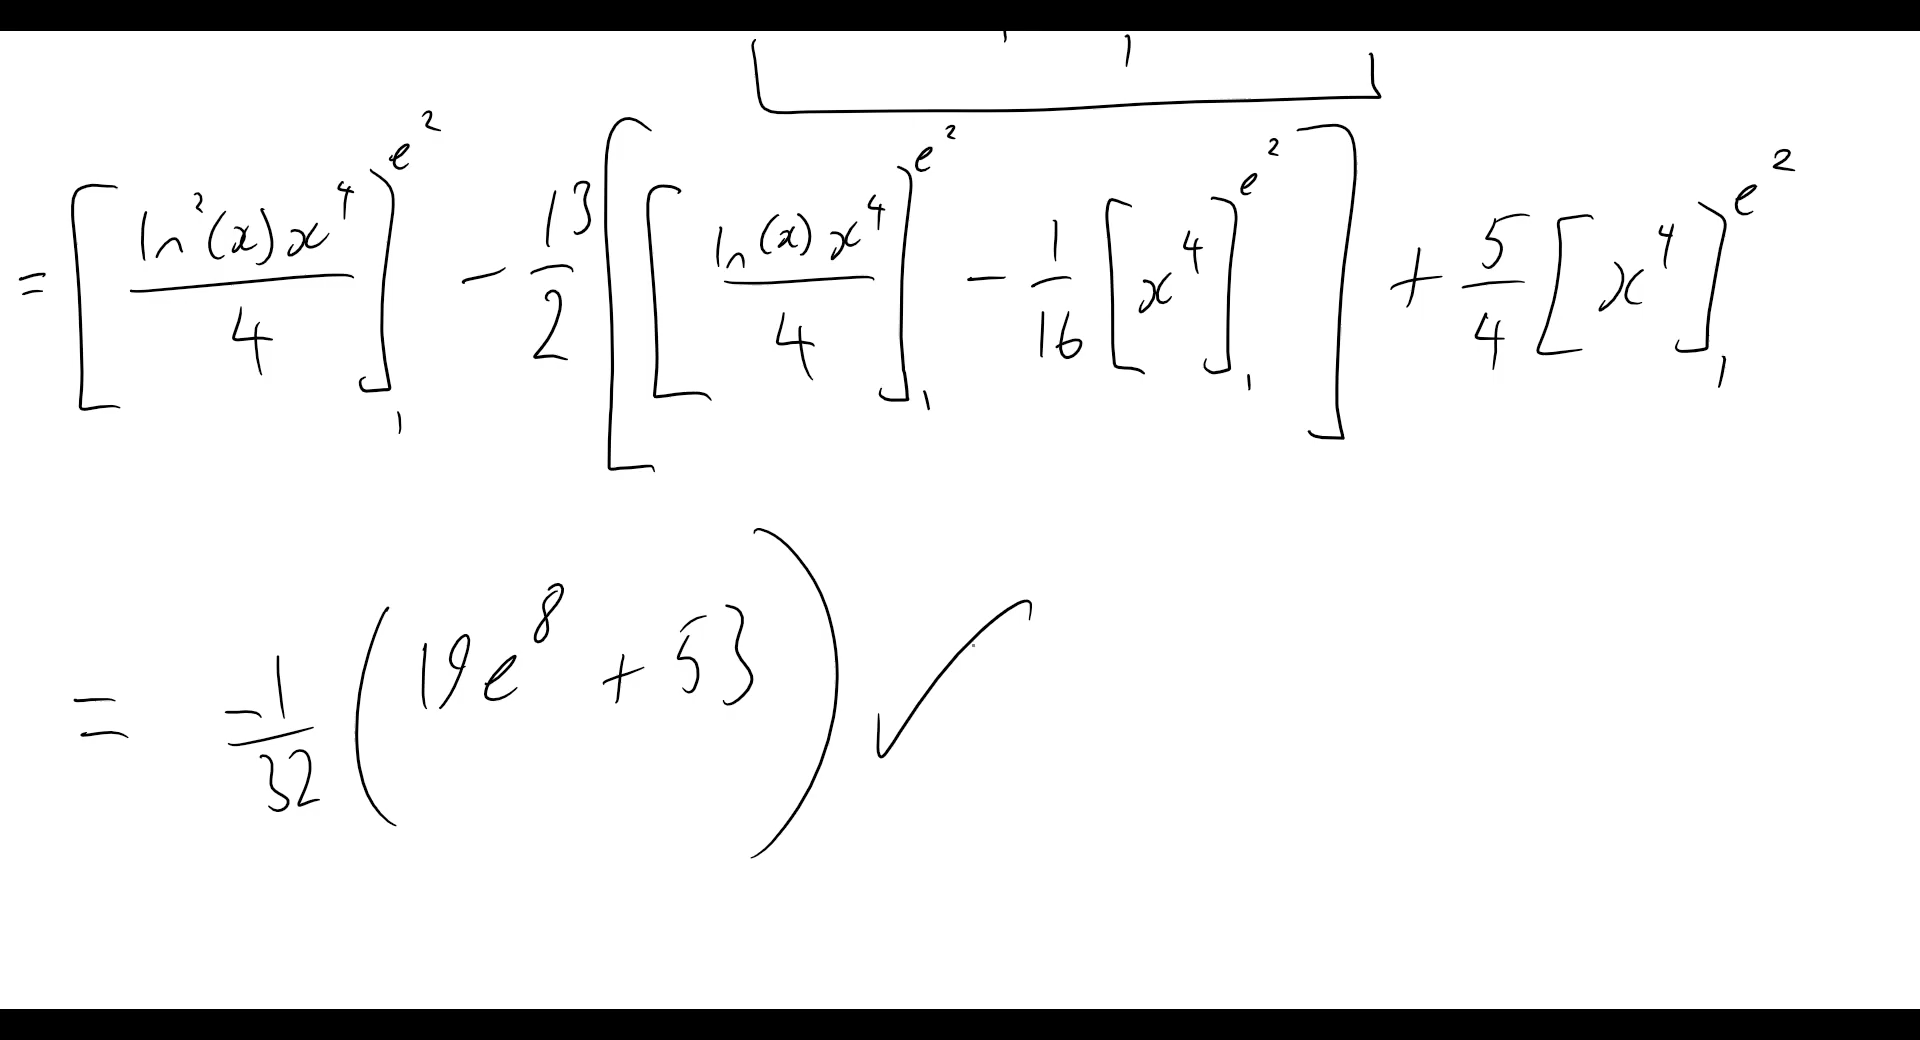 1
= [ln²(x)x⁴/4]₁^(e²) - 13/2 [[ln(x)x⁴/4]₁^(e²) - 1/16 [x⁴]₁^(e²)] + 5/4 [x⁴]₁^(e²)
= -1/32 (19e⁸ + 53) ✓